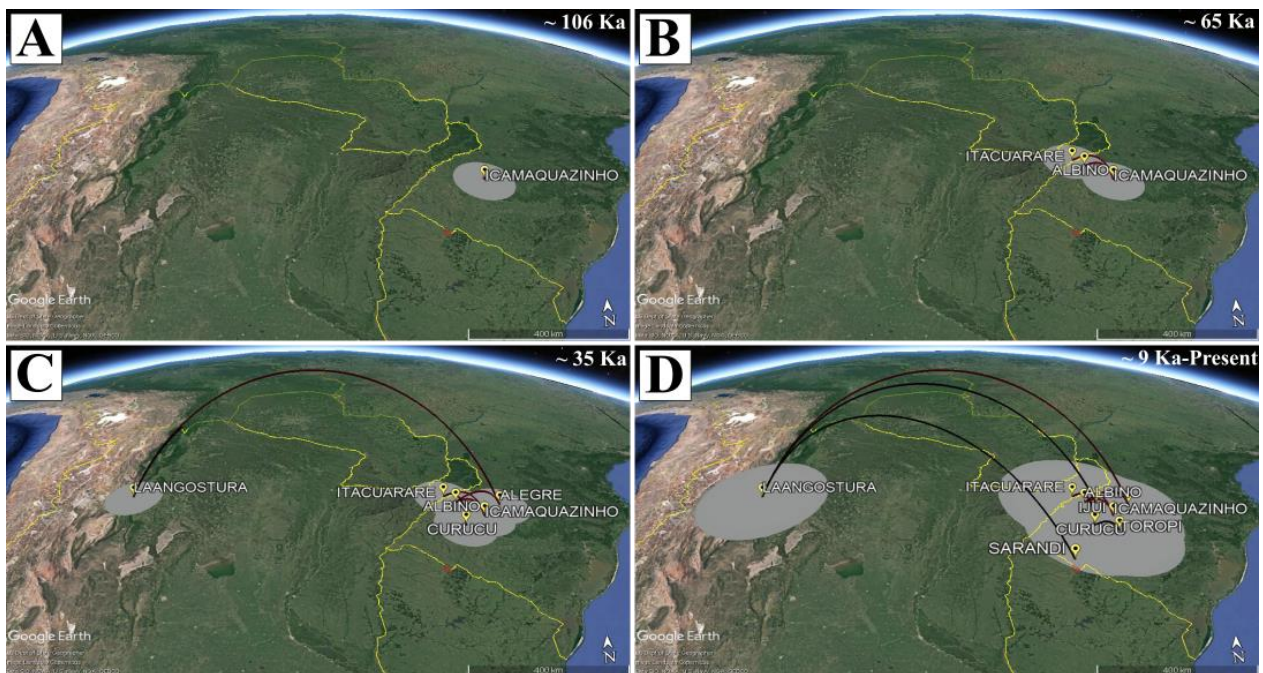 A
~ 106 Ka
ICAMAQUAZINHO
Google Earth
N
400 km
B
~ 65 Ka
ITACUARARE
ALBINO
ICAMAQUAZINHO
Google Earth
N
400 km
C
~ 35 Ka
LAANGOSTURA
ITACUARARE
ALEGRE
ALBINO
ICAMAQUAZINHO
CURUCU
Google Earth
N
400 km
D
~ 9 Ka-Present
LAANGOSTURA
ITACUARARE
ALBINO
IJUI
ICAMAQUAZINHO
CURUCU
TOROPI
SARANDI
Google Earth
N
400 km